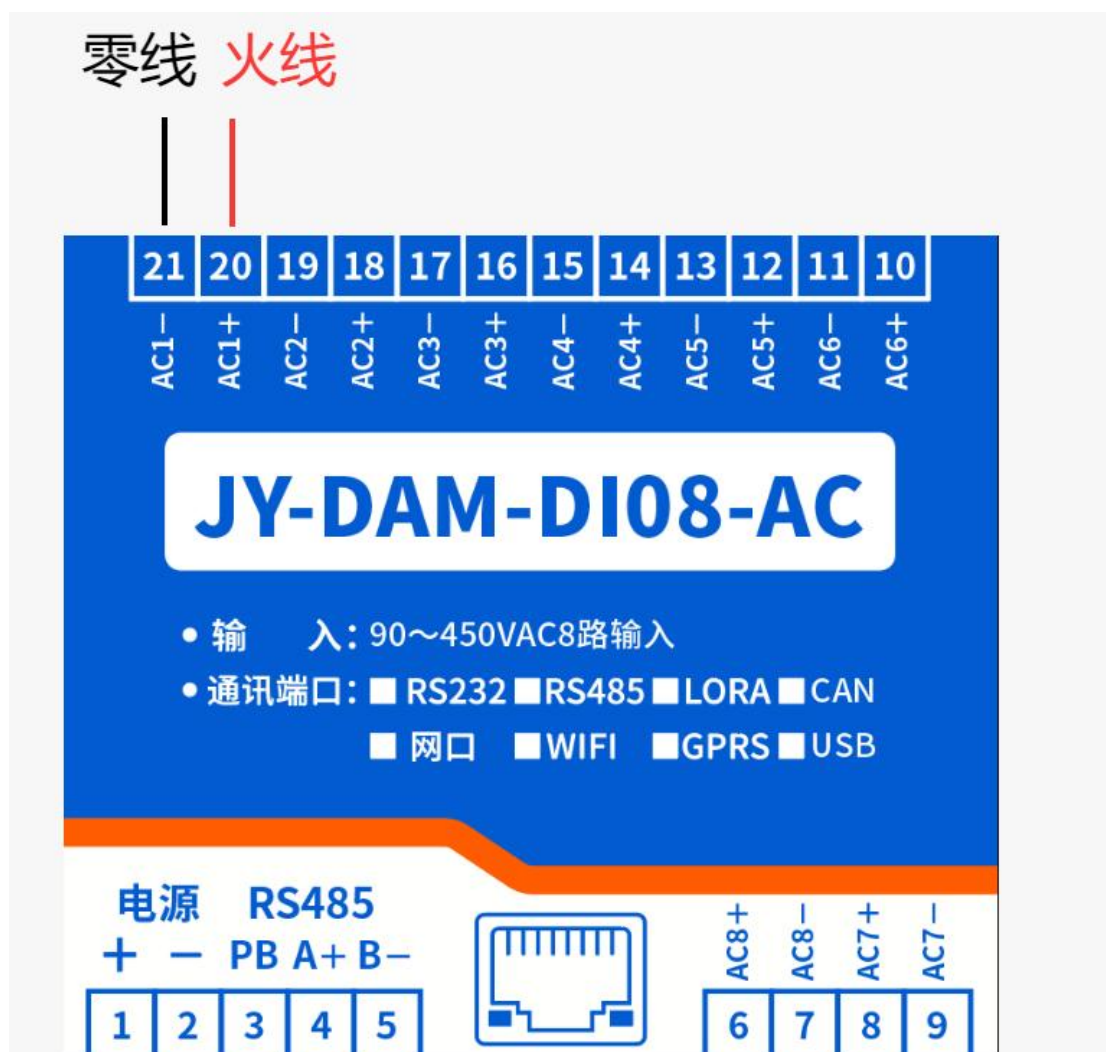 零线 火线
21 20 19 18 17 16 15 14 13 12 11 10
AC1− AC1+ AC2− AC2+ AC3− AC3+ AC4− AC4+ AC5− AC5+ AC6− AC6+
JY-DAM-DI08-AC
• 输 入：90～450VAC8路输入
• 通讯端口：■ RS232 ■ RS485 ■ LORA ■ CAN
■ 网口 ■ WIFI ■ GPRS ■ USB
电源 RS485
+ − PB A+ B−
AC8+ AC8− AC7+ AC7−
1 2 3 4 5
6 7 8 9